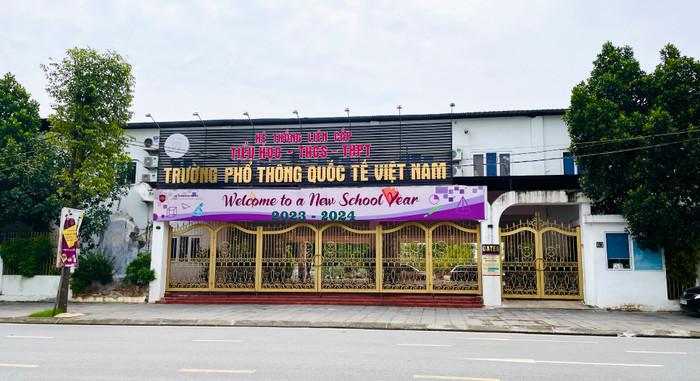 HỆ THỐNG LIÊN CẤP
TIỂU HỌC - THCS - THPT
TRƯỜNG PHỔ THÔNG QUỐC TẾ VIỆT NAM
Welcome to a New School Year
2023 - 2024
GATE 6